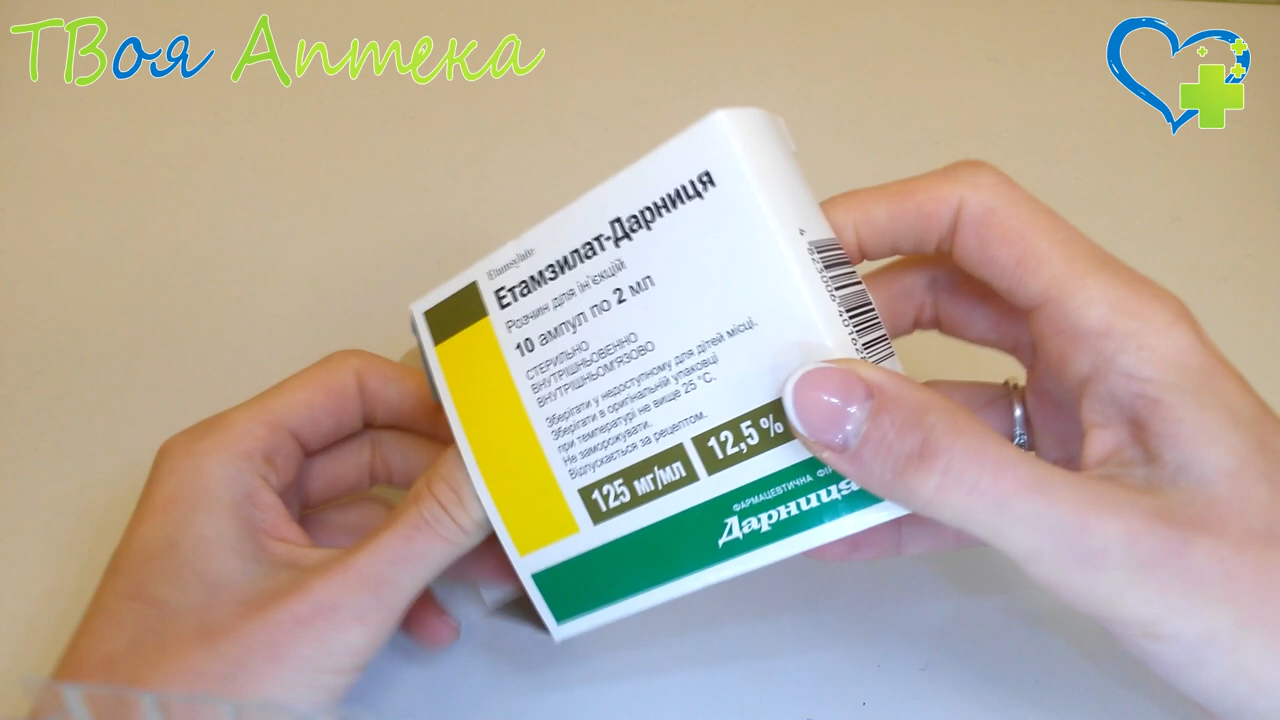 ТВоя Аптека
Etamsylate
Етамзилат-Дарниця
Розчин для ін'єкцій
10 ампул по 2 мл
СТЕРИЛЬНО
ВНУТРІШНЬОВЕННО
ВНУТРІШНЬОМ'ЯЗОВО
Зберігати у недоступному для дітей місці.
Зберігати в оригінальній упаковці
при температурі не вище 25 °C.
Не заморожувати.
Відпускається за рецептом.
125 мг/мл 12,5 %
ФАРМАЦЕВТИЧНА
Дарниця